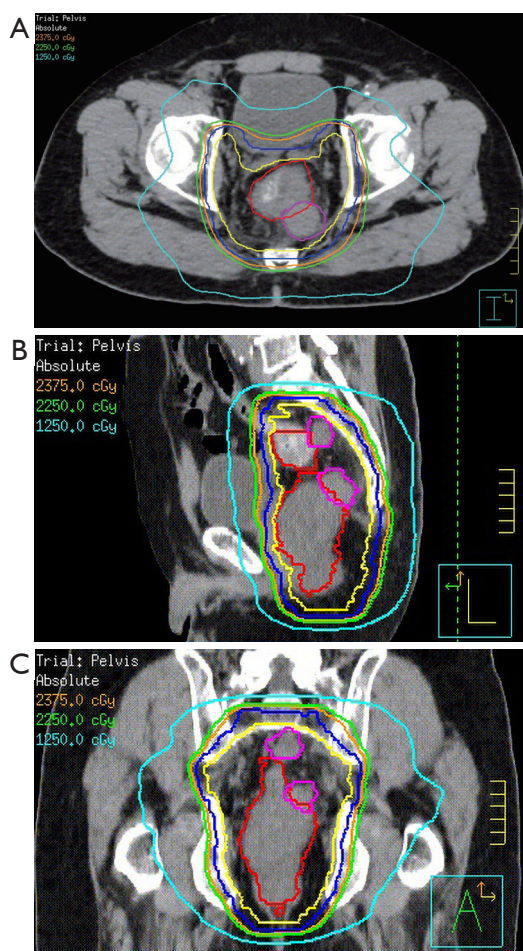 A
Trial: Pelvis
Absolute
2375.0 cGy
2250.0 cGy
1250.0 cGy
B
Trial: Pelvis
Absolute
2375.0 cGy
2250.0 cGy
1250.0 cGy
C
Trial: Pelvis
Absolute
2375.0 cGy
2250.0 cGy
1250.0 cGy